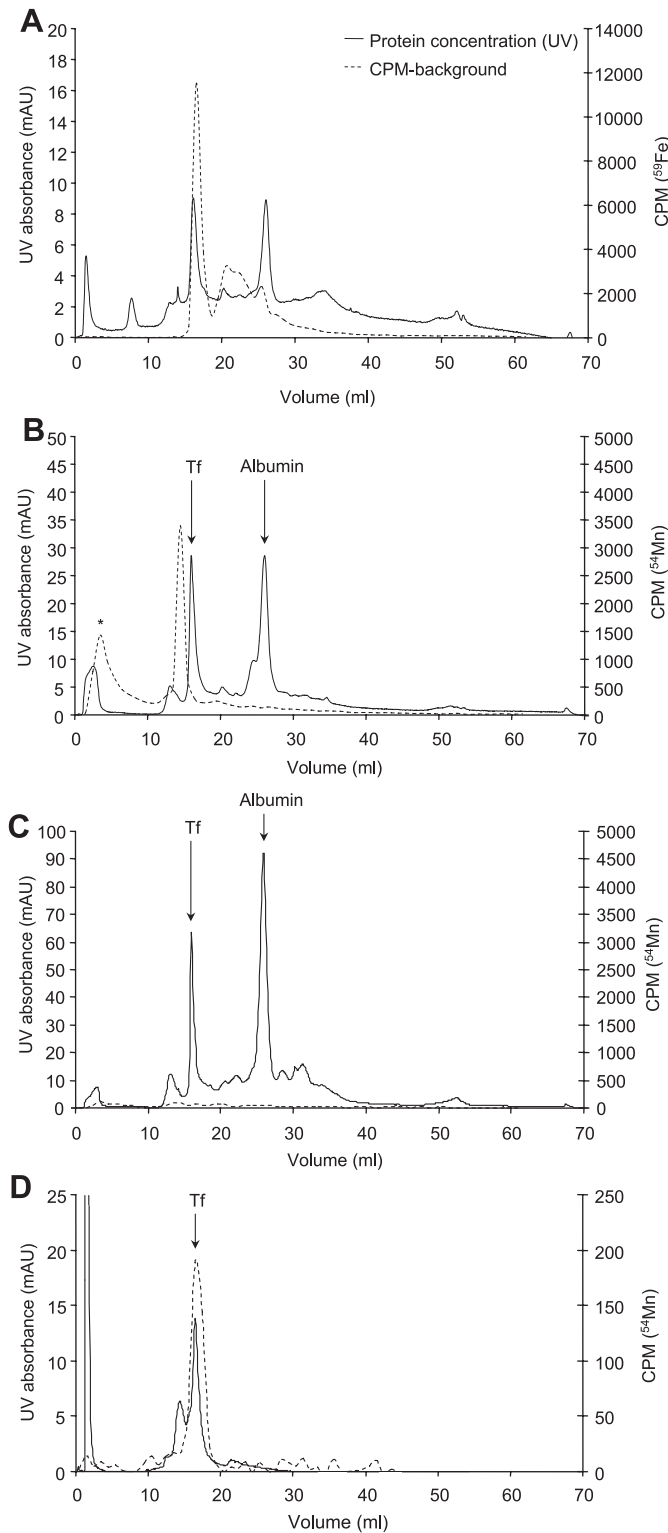 A
Protein concentration (UV)
CPM-background
20 18 16 14 12 10 8 6 4 2 0
UV absorbance (mAU)
14000 12000 10000 8000 6000 4000 2000 0
CPM (⁵⁹Fe)
0 10 20 30 40 50 60 70
Volume (ml)
B
Tf
Albumin
*
50 45 40 35 30 25 20 15 10 5 0
UV absorbance (mAU)
5000 4500 4000 3500 3000 2500 2000 1500 1000 500 0
CPM (⁵⁴Mn)
0 10 20 30 40 50 60 70
Volume (ml)
C
Tf
Albumin
100 90 80 70 60 50 40 30 20 10 0
UV absorbance (mAU)
5000 4500 4000 3500 3000 2500 2000 1500 1000 500 0
CPM (⁵⁴Mn)
0 10 20 30 40 50 60 70
Volume (ml)
D
Tf
25 20 15 10 5 0
UV absorbance (mAU)
250 200 150 100 50 0
CPM (⁵⁴Mn)
0 10 20 30 40 50 60 70
Volume (ml)